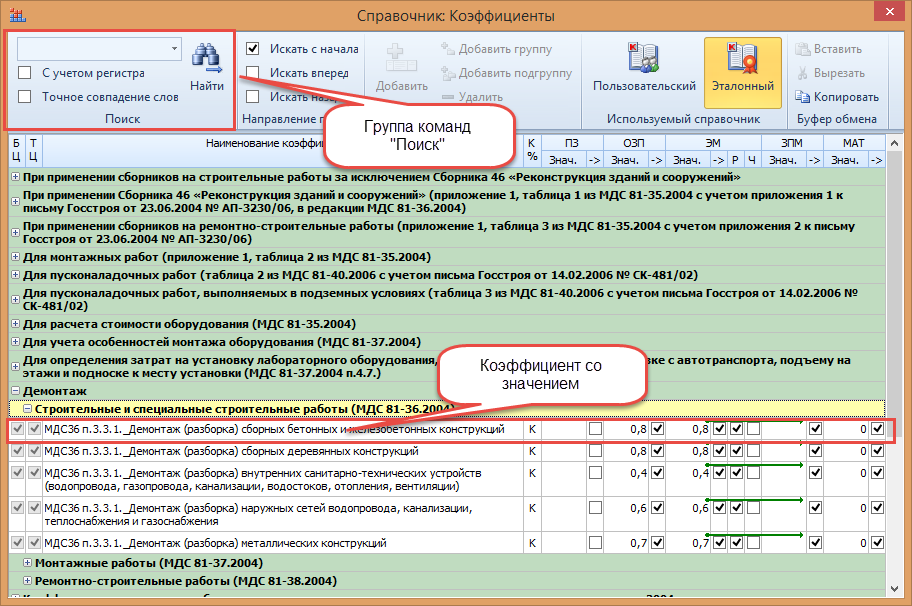 Справочник: Коэффициенты
С учетом регистра
Точное совпадение слов
Найти
Поиск
Искать с начала
Искать вперед
Искать
Направление
Добавить
Добавить группу
Добавить подгруппу
Удалить
Пользовательский
Эталонный
Используемый справочник
Вставить
Вырезать
Копировать
Буфер обмена
Группа команд
"Поиск"
Б Ц
Т Ц
Наименование
К %
ПЗ
ОЗП
ЭМ
ЗПМ
МАТ
Знач. -> Знач. -> Знач. -> Р Ч Знач. -> Знач. ->
При применении сборников на строительные работы за исключением Сборника 46 «Реконструкция зданий и сооружений»
При применении Сборника 46 «Реконструкция зданий и сооружений» (приложение 1, таблица 1 из МДС 81-35.2004 с учетом приложения 1 к
письму Госстроя от 23.06.2004 № АП-3230/06, в редакции МДС 81-36.2004)
При применении сборников на ремонтно-строительные работы (приложение 1, таблица 3 из МДС 81-35.2004 с учетом приложения 2 к письму
Госстроя от 23.06.2004 № АП-3230/06)
Для монтажных работ (приложение 1, таблица 2 из МДС 81-35.2004)
Для пусконаладочных работ (таблица 2 из МДС 81-40.2006 с учетом письма Госстроя от 14.02.2006 № СК-481/02)
Для пусконаладочных работ, выполняемых в подземных условиях (таблица 3 из МДС 81-40.2006 с учетом письма Госстроя от 14.02.2006 №
СК-481/02)
Для расчета стоимости оборудования (МДС 81-35.2004)
Для учета особенностей монтажа оборудования (МДС 81-37.2004)
Для определения затрат на установку лабораторного оборудования, с автотранспорта, подъему на
этажи и подноске к месту установки (МДС 81-37.2004 п.4.7.)
Коэффициент со
значением
Демонтаж
Строительные и специальные строительные работы (МДС 81-36.2004)
МДС36 п.3.3.1._Демонтаж (разборка) сборных бетонных и железобетонных конструкций К 0,8 0,8 0
МДС36 п.3.3.1._Демонтаж (разборка) сборных деревянных конструкций К 0,8 0,8 0
МДС36 п.3.3.1._Демонтаж (разборка) внутренних санитарно-технических устройств К 0,4 0,4 0
(водопровода, газопровода, канализации, водостоков, отопления, вентиляции)
МДС36 п.3.3.1._Демонтаж (разборка) наружных сетей водопровода, канализации, К 0,6 0,6 0
теплоснабжения и газоснабжения
МДС36 п.3.3.1._Демонтаж (разборка) металлических конструкций К 0,7 0,7 0
Монтажные работы (МДС 81-37.2004)
Ремонтно-строительные работы (МДС 81-38.2004)